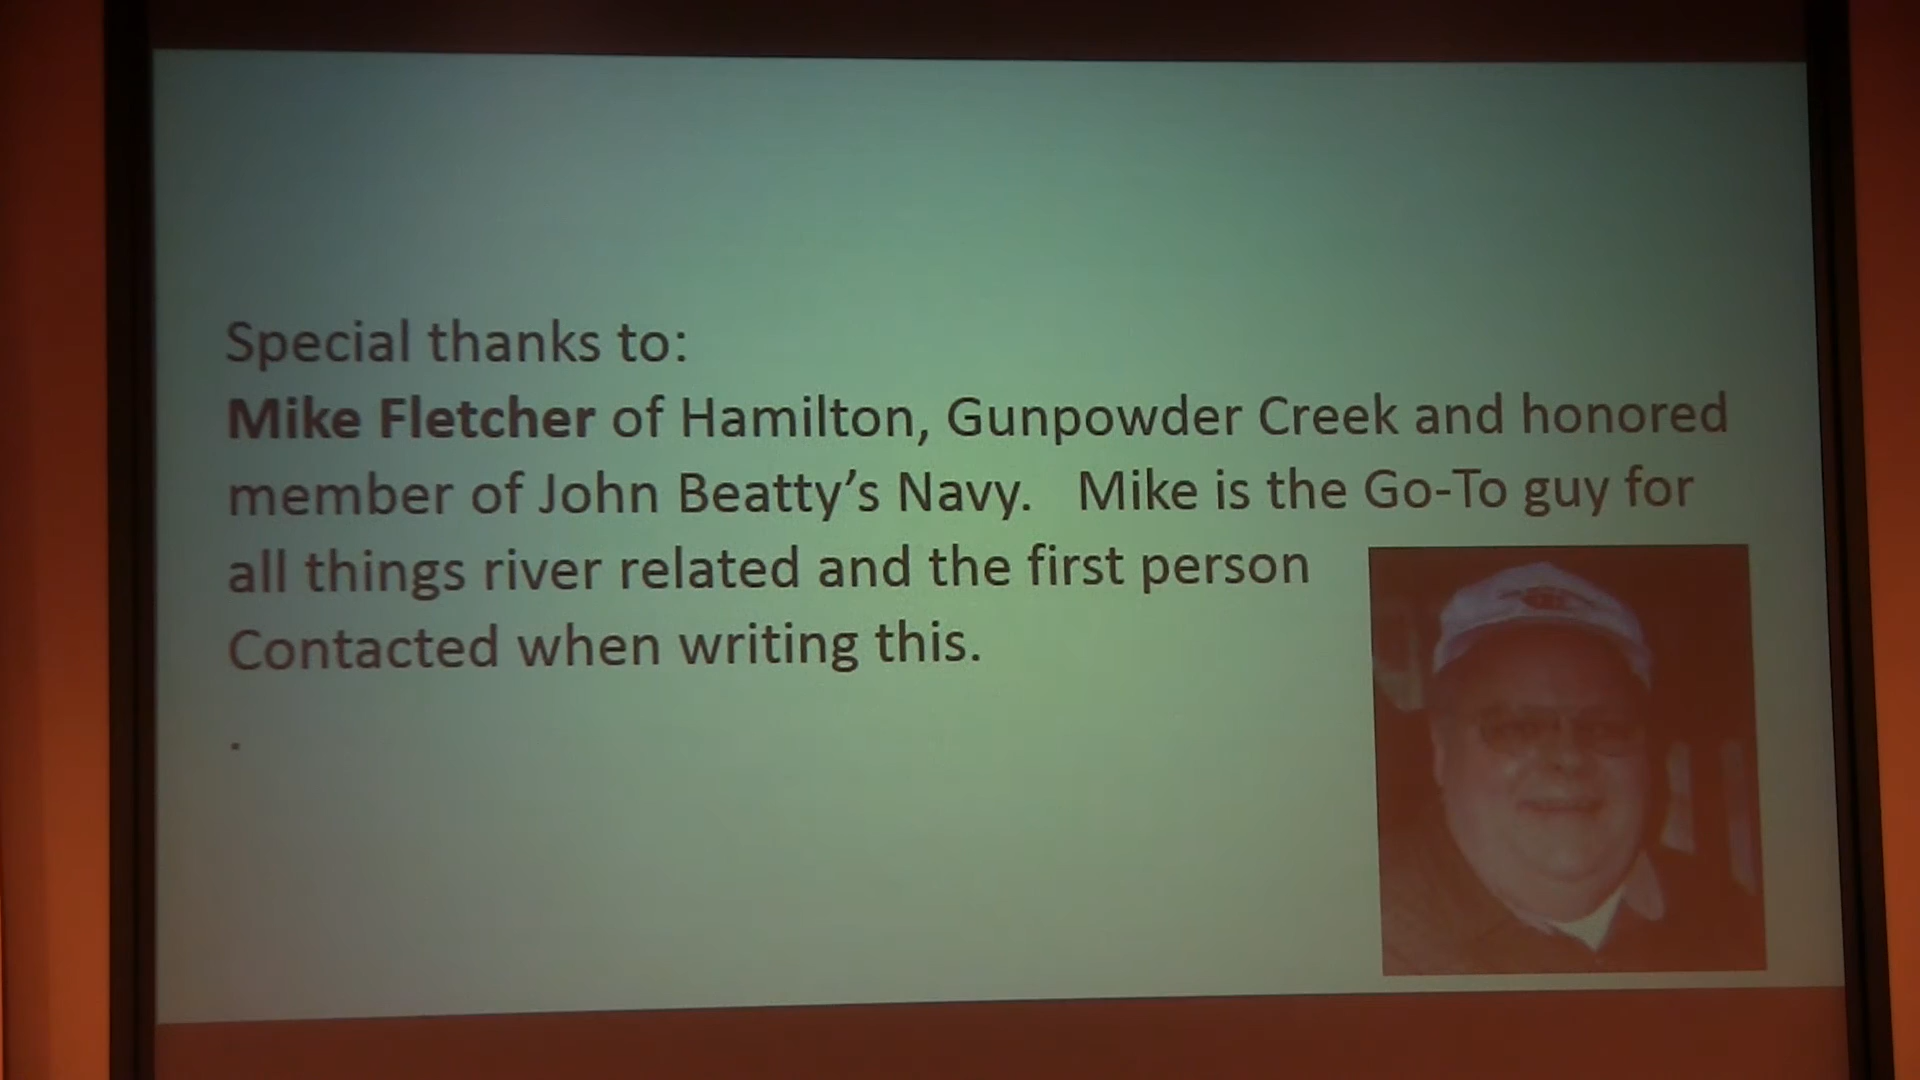 Special thanks to:
Mike Fletcher of Hamilton, Gunpowder Creek and honored
member of John Beatty's Navy.   Mike is the Go-To guy for
all things river related and the first person
Contacted when writing this.
.